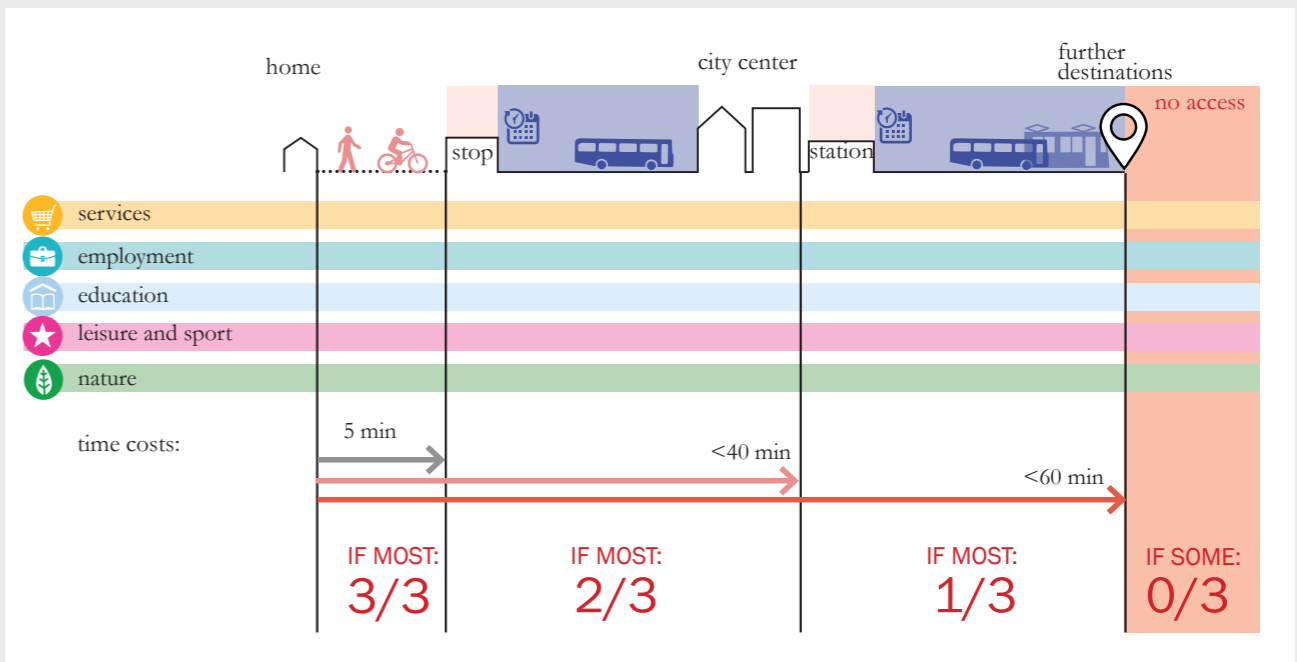 home
city center
further
destinations
no access
stop
station
services
employment
education
leisure and sport
nature
time costs:
5 min
<40 min
<60 min
IF MOST:
3/3
IF MOST:
2/3
IF MOST:
1/3
IF SOME:
0/3